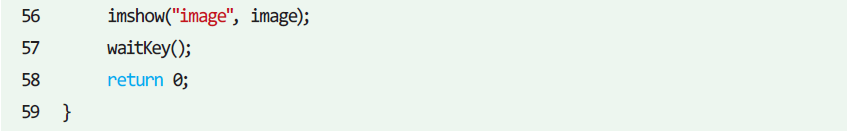 56 imshow("image", image);
57 waitKey();
58 return 0;
59 }